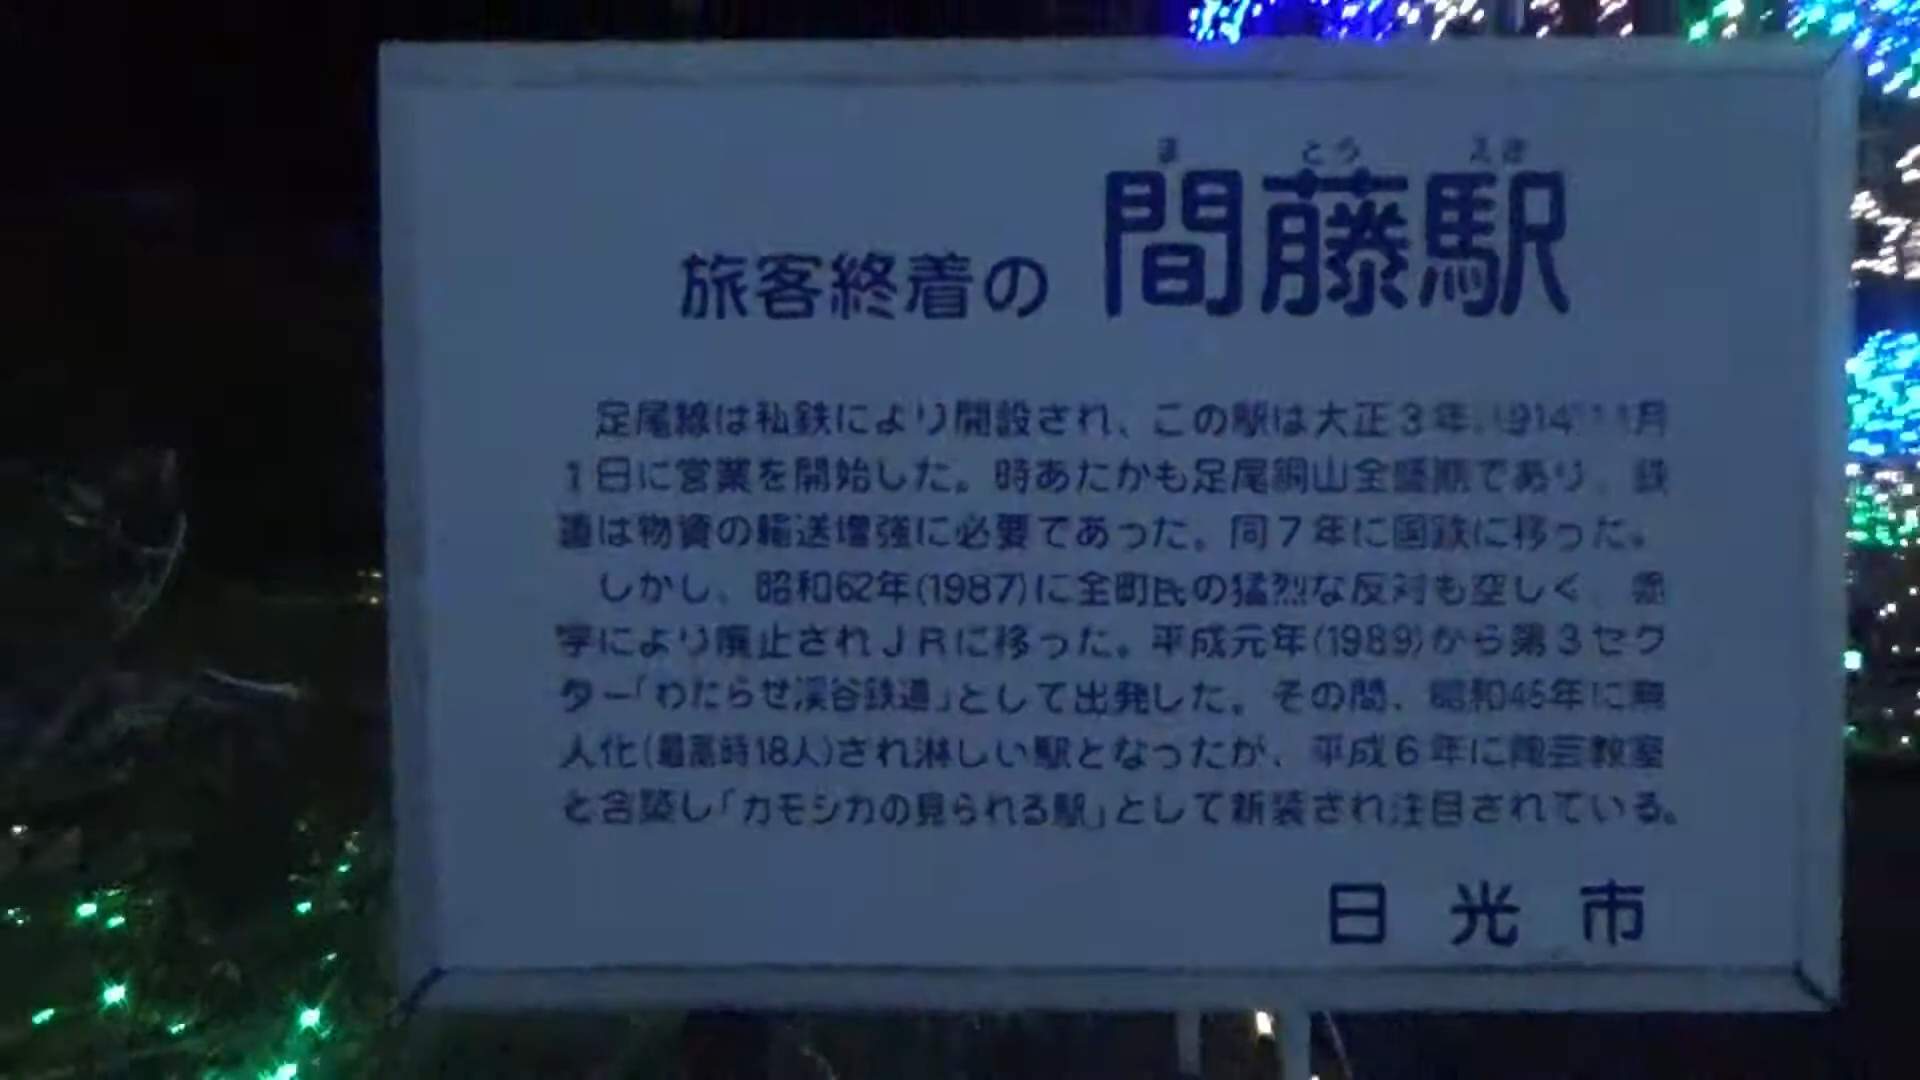 ま とう えき
旅客終着の 間藤駅
足尾線は私鉄により開設され、この駅は大正3年(1914)11月
1日に営業を開始した。時あたかも足尾銅山全盛期であり、鉄
道は物資の輸送増強に必要であった。同7年に国鉄に移った。
しかし、昭和62年(1987)に全町民の猛烈な反対も空しく、赤
字により廃止されJRに移った。平成元年(1989)から第3セク
ター「わたらせ渓谷鉄道」として出発した。その間、昭和45年に無
人化(最高時18人)され淋しい駅となったが、平成6年に陶芸教室
と合築し「カモシカの見られる駅」として新装され注目されている。
日光市